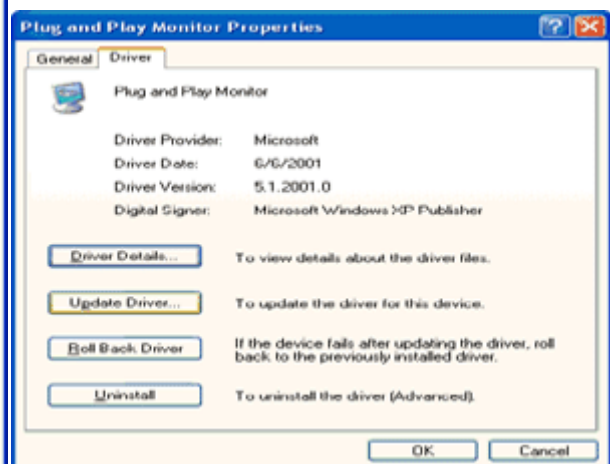 Plug and Play Monitor Properties
General Driver
Plug and Play Monitor
Driver Provider: Microsoft
Driver Date: 6/6/2001
Driver Version: 5.1.2001.0
Digital Signer: Microsoft Windows XP Publisher
Driver Details... To view details about the driver files.
Update Driver... To update the driver for this device.
Roll Back Driver If the device fails after updating the driver, roll
back to the previously installed driver.
Uninstall To uninstall the driver (Advanced).
OK Cancel